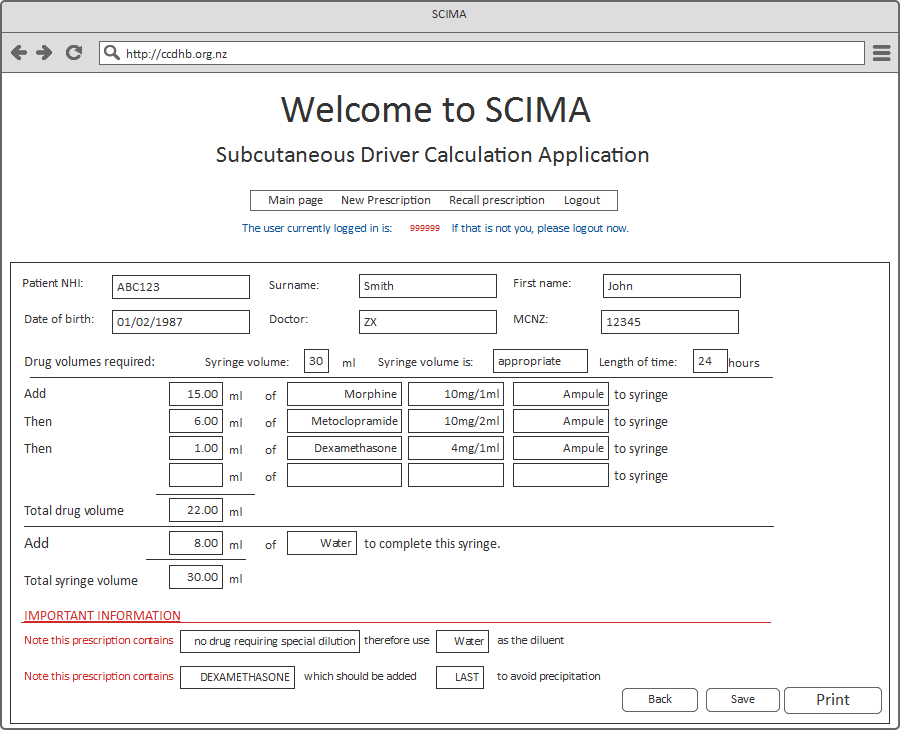 SCIMA
http://ccdhb.org.nz
Welcome to SCIMA
Subcutaneous Driver Calculation Application
Main page New Prescription Recall prescription Logout
The user currently logged in is: 999999 If that is not you, please logout now.
Patient NHI: ABC123 Surname: Smith First name: John
Date of birth: 01/02/1987 Doctor: ZX MCNZ: 12345
Drug volumes required: Syringe volume: 30 ml Syringe volume is: appropriate Length of time: 24 hours
Add 15.00 ml of Morphine 10mg/1ml Ampule to syringe
Then 6.00 ml of Metoclopramide 10mg/2ml Ampule to syringe
Then 1.00 ml of Dexamethasone 4mg/1ml Ampule to syringe
ml of to syringe
Total drug volume 22.00 ml
Add 8.00 ml of Water to complete this syringe.
Total syringe volume 30.00 ml
IMPORTANT INFORMATION
Note this prescription contains no drug requiring special dilution therefore use Water as the diluent
Note this prescription contains DEXAMETHASONE which should be added LAST to avoid precipitation
Back Save Print